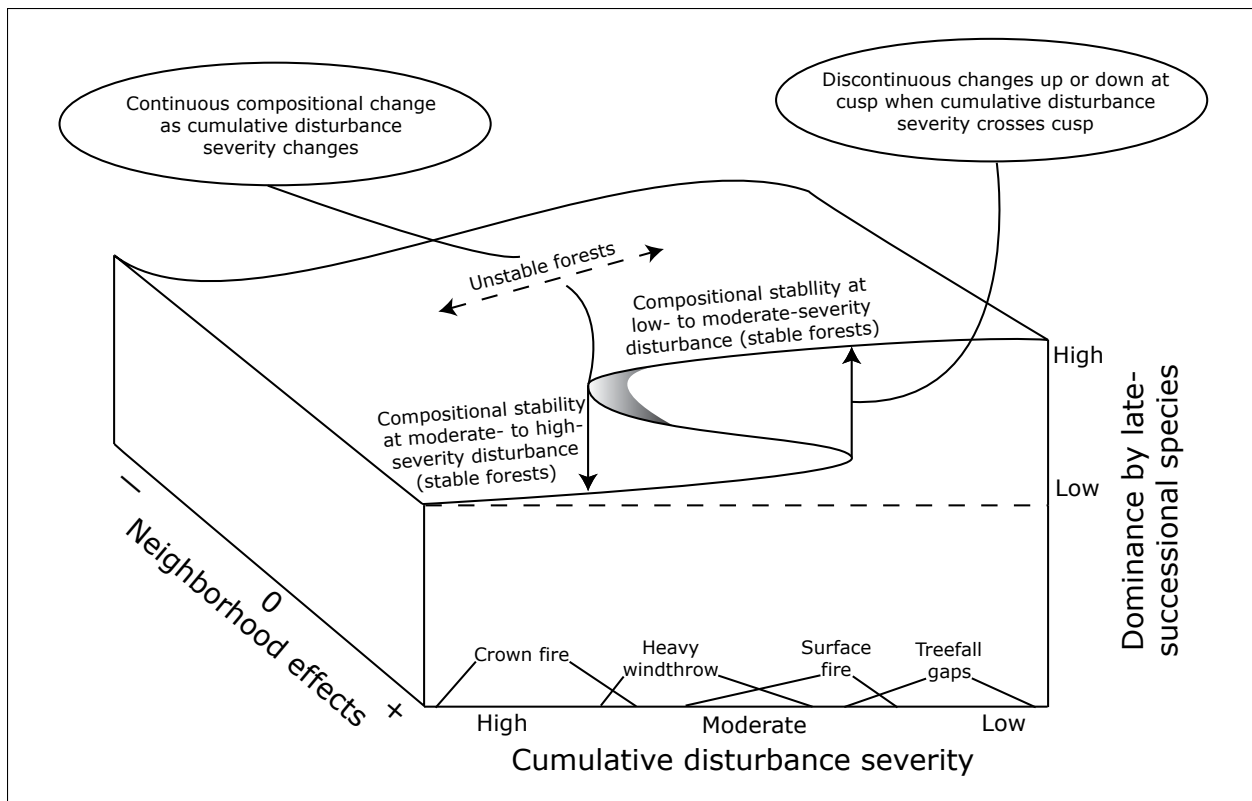 Continuous compositional change
as cumulative disturbance
severity changes
Discontinuous changes up or down at
cusp when cumulative disturbance
severity crosses cusp
Unstable forests
Compositional stabllity at
low- to moderate-severity
disturbance (stable forests)
High
Compositional stability
at moderate- to high-
severity disturbance
(stable forests)
Low
Dominance by late-
successional species
–
Neighborhood effects
0
+
Crown fire
Heavy
windthrow
Surface
fire
Treefall
gaps
High
Moderate
Low
Cumulative disturbance severity